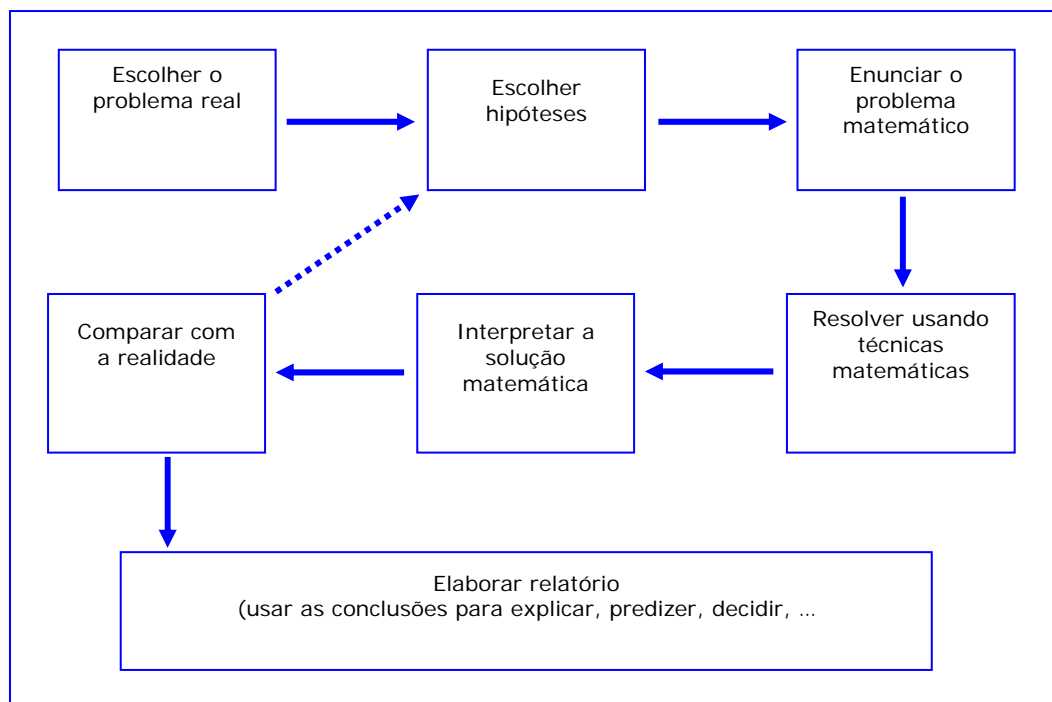 Escolher o
problema real
Escolher
hipóteses
Enunciar o
problema
matemático
Comparar com
a realidade
Interpretar a
solução
matemática
Resolver usando
técnicas
matemáticas
Elaborar relatório
(usar as conclusões para explicar, predizer, decidir, ...